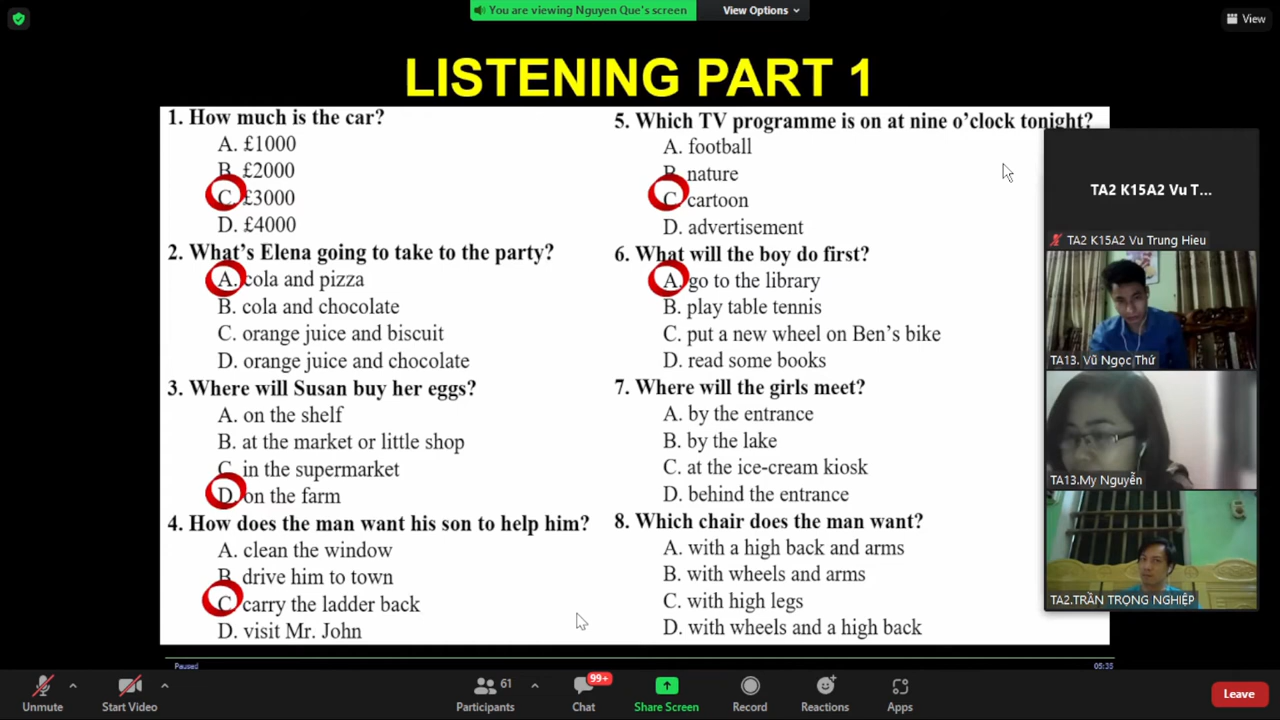 You are viewing Nguyen Que's screen
View Options
View
LISTENING PART 1
1. How much is the car?
A. £1000
B. £2000
C. £3000
D. £4000
2. What's Elena going to take to the party?
A. cola and pizza
B. cola and chocolate
C. orange juice and biscuit
D. orange juice and chocolate
3. Where will Susan buy her eggs?
A. on the shelf
B. at the market or little shop
C. in the supermarket
D. on the farm
4. How does the man want his son to help him?
A. clean the window
B. drive him to town
C. carry the ladder back
D. visit Mr. John
5. Which TV programme is on at nine o'clock tonight?
A. football
B. nature
C. cartoon
D. advertisement
6. What will the boy do first?
A. go to the library
B. play table tennis
C. put a new wheel on Ben's bike
D. read some books
7. Where will the girls meet?
A. by the entrance
B. by the lake
C. at the ice-cream kiosk
D. behind the entrance
8. Which chair does the man want?
A. with a high back and arms
B. with wheels and arms
C. with high legs
D. with wheels and a high back
TA2 K15A2 Vu T...
TA2 K15A2 Vu Trung Hieu
TA13. Vũ Ngọc Thứ
TA13.My Nguyễn
TA2.TRẦN TRỌNG NGHIỆP
Paused
05:35
Unmute
Start Video
61
Participants
99+
Chat
Share Screen
Record
Reactions
Apps
Leave